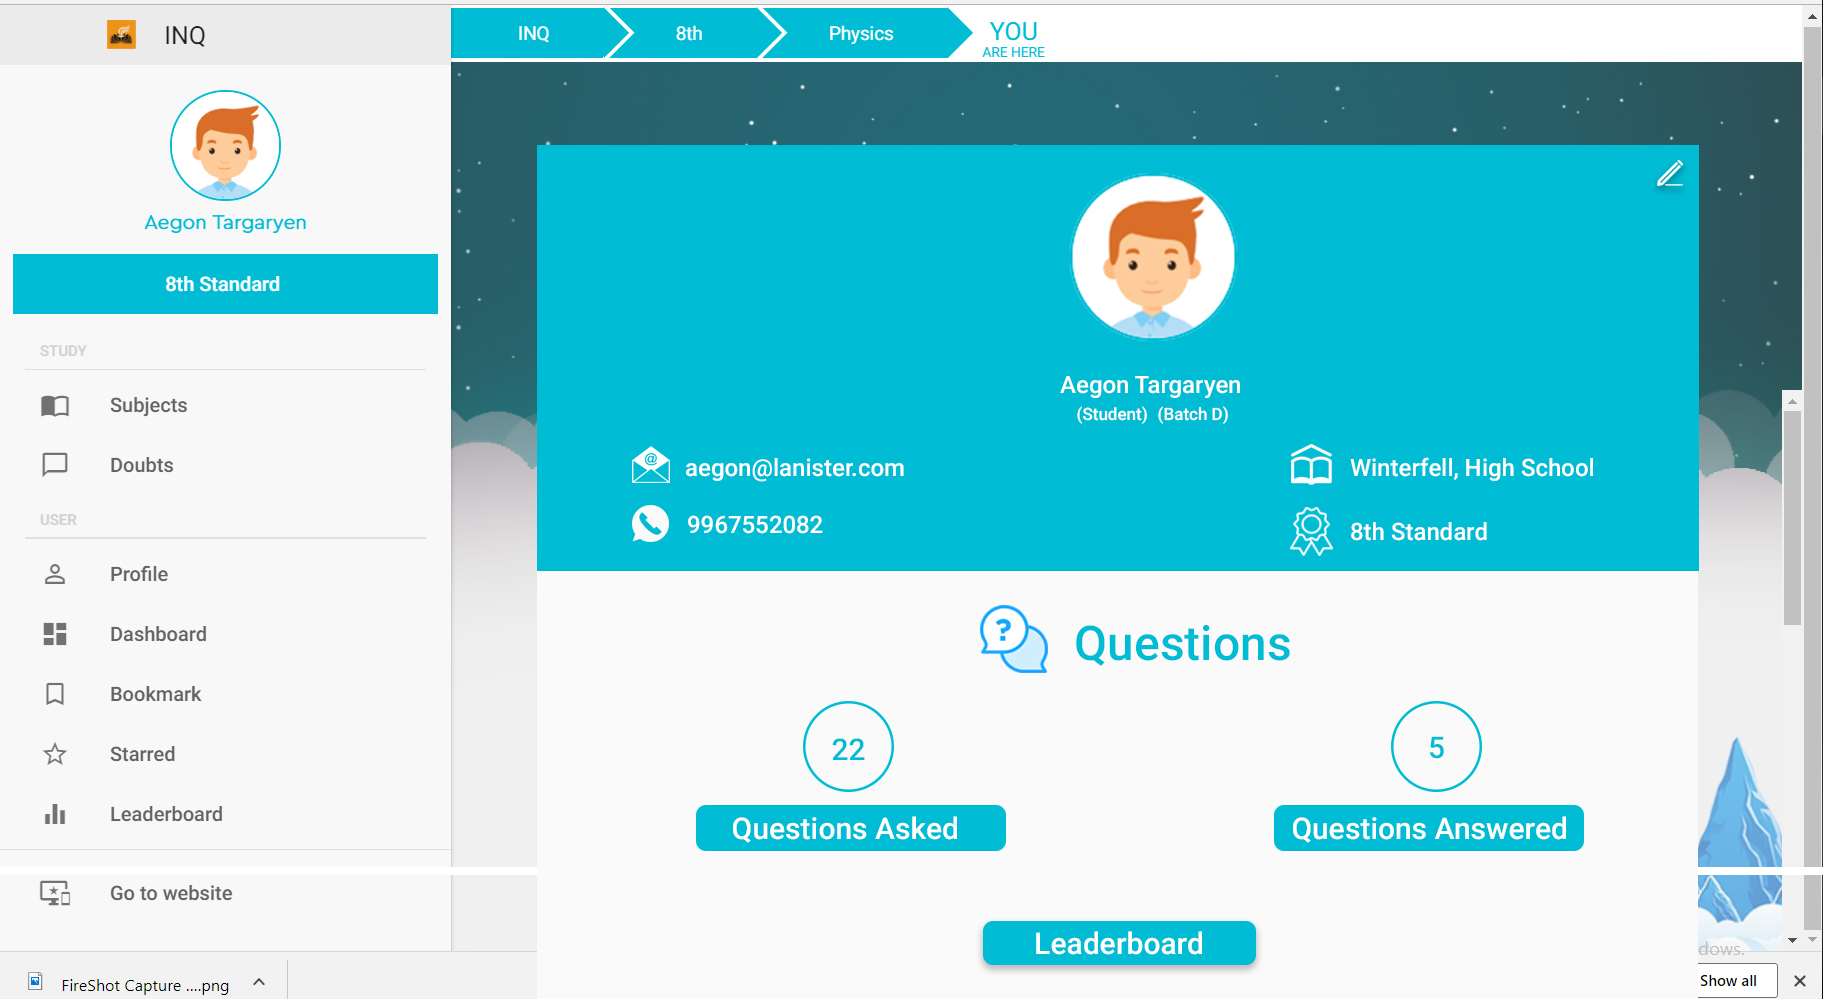 INQ
Aegon Targaryen
8th Standard
STUDY
Subjects
Doubts
USER
Profile
Dashboard
Bookmark
Starred
Leaderboard
Go to website
INQ
8th
Physics
YOU
ARE HERE
Aegon Targaryen
(Student) (Batch D)
@
aegon@lanister.com
9967552082
Winterfell, High School
8th Standard
?
Questions
22
Questions Asked
5
Questions Answered
Leaderboard
dows.
FireShot Capture ....png
Show all